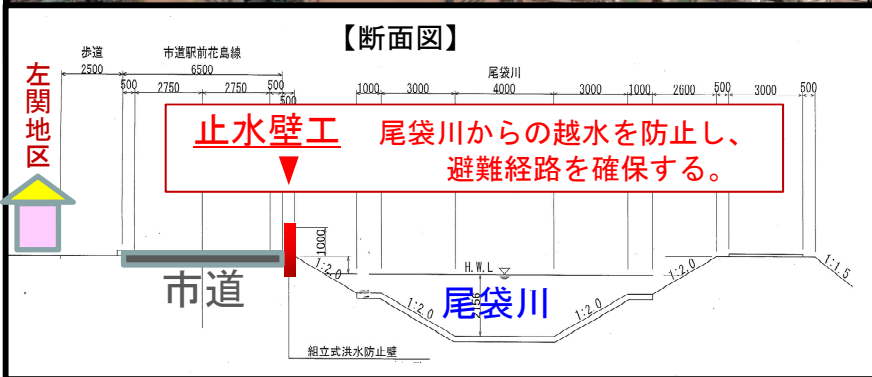 【断面図】
歩道
市道駅前花島線
尾袋川
2500
6500
500
2750
2750
500
500
1000
3000
4000
3000
1000
2600
500
3000
500
左関地区
止水壁工
尾袋川からの越水を防止し、
避難経路を確保する。
1000
1:2.0
H.W.L
1:2.0
1:1.5
市道
1:2.0
尾袋川
2156
1:2.0
組立式洪水防止壁